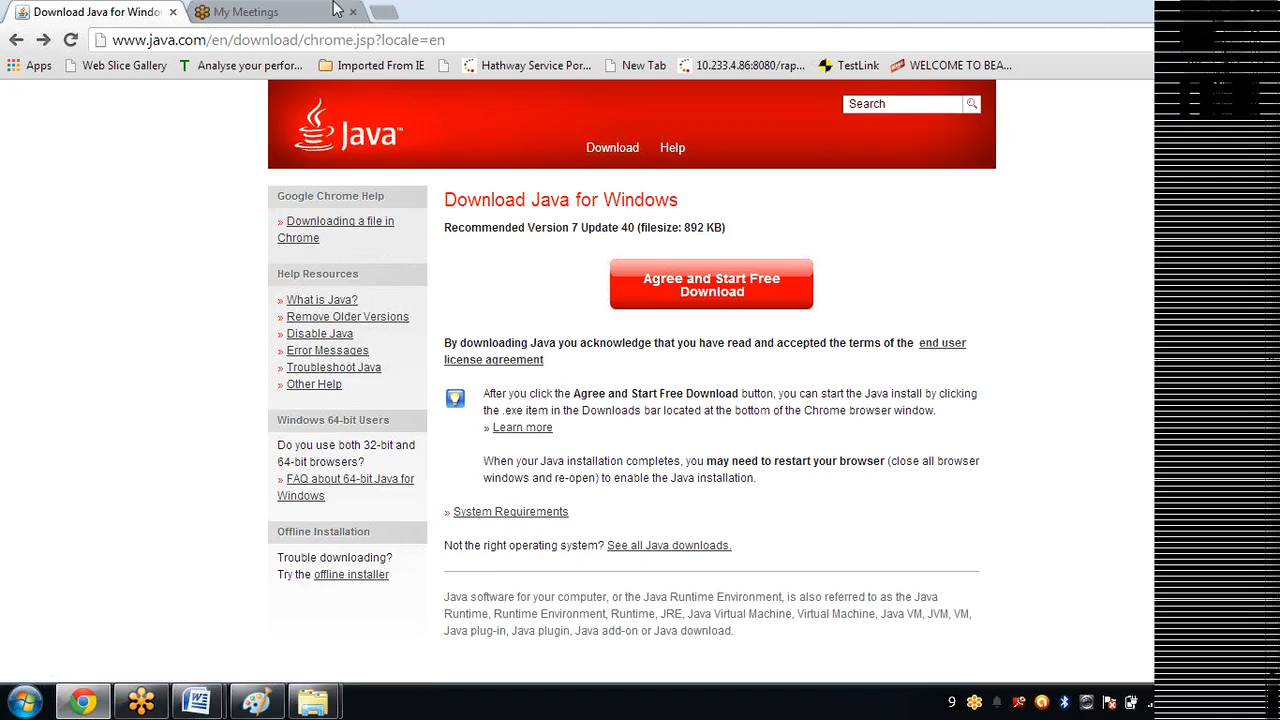 Download Java for Windo
My Meetings
www.java.com/en/download/chrome.jsp?locale=en
Apps Web Slice Gallery Analyse your perfor... Imported From IE Hathway Service Por... New Tab 10.233.4.86:8080/rep... TestLink WELCOME TO BEA...
Java™
Search
Download Help
Google Chrome Help
» Downloading a file in
Chrome
Help Resources
» What is Java?
» Remove Older Versions
» Disable Java
» Error Messages
» Troubleshoot Java
» Other Help
Windows 64-bit Users
Do you use both 32-bit and
64-bit browsers?
» FAQ about 64-bit Java for
Windows
Offline Installation
Trouble downloading?
Try the offline installer
Download Java for Windows
Recommended Version 7 Update 40 (filesize: 892 KB)
Agree and Start Free
Download
By downloading Java you acknowledge that you have read and accepted the terms of the end user
license agreement
After you click the Agree and Start Free Download button, you can start the Java install by clicking
the .exe item in the Downloads bar located at the bottom of the Chrome browser window.
» Learn more
When your Java installation completes, you may need to restart your browser (close all browser
windows and re-open) to enable the Java installation.
» System Requirements
Not the right operating system? See all Java downloads.
Java software for your computer, or the Java Runtime Environment, is also referred to as the Java
Runtime, Runtime Environment, Runtime, JRE, Java Virtual Machine, Virtual Machine, Java VM, JVM, VM,
Java plug-in, Java plugin, Java add-on or Java download.
9